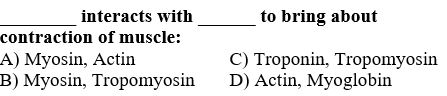 ________ interacts with ______ to bring about
contraction of muscle:
A) Myosin, Actin C) Troponin, Tropomyosin
B) Myosin, Tropomyosin D) Actin, Myoglobin